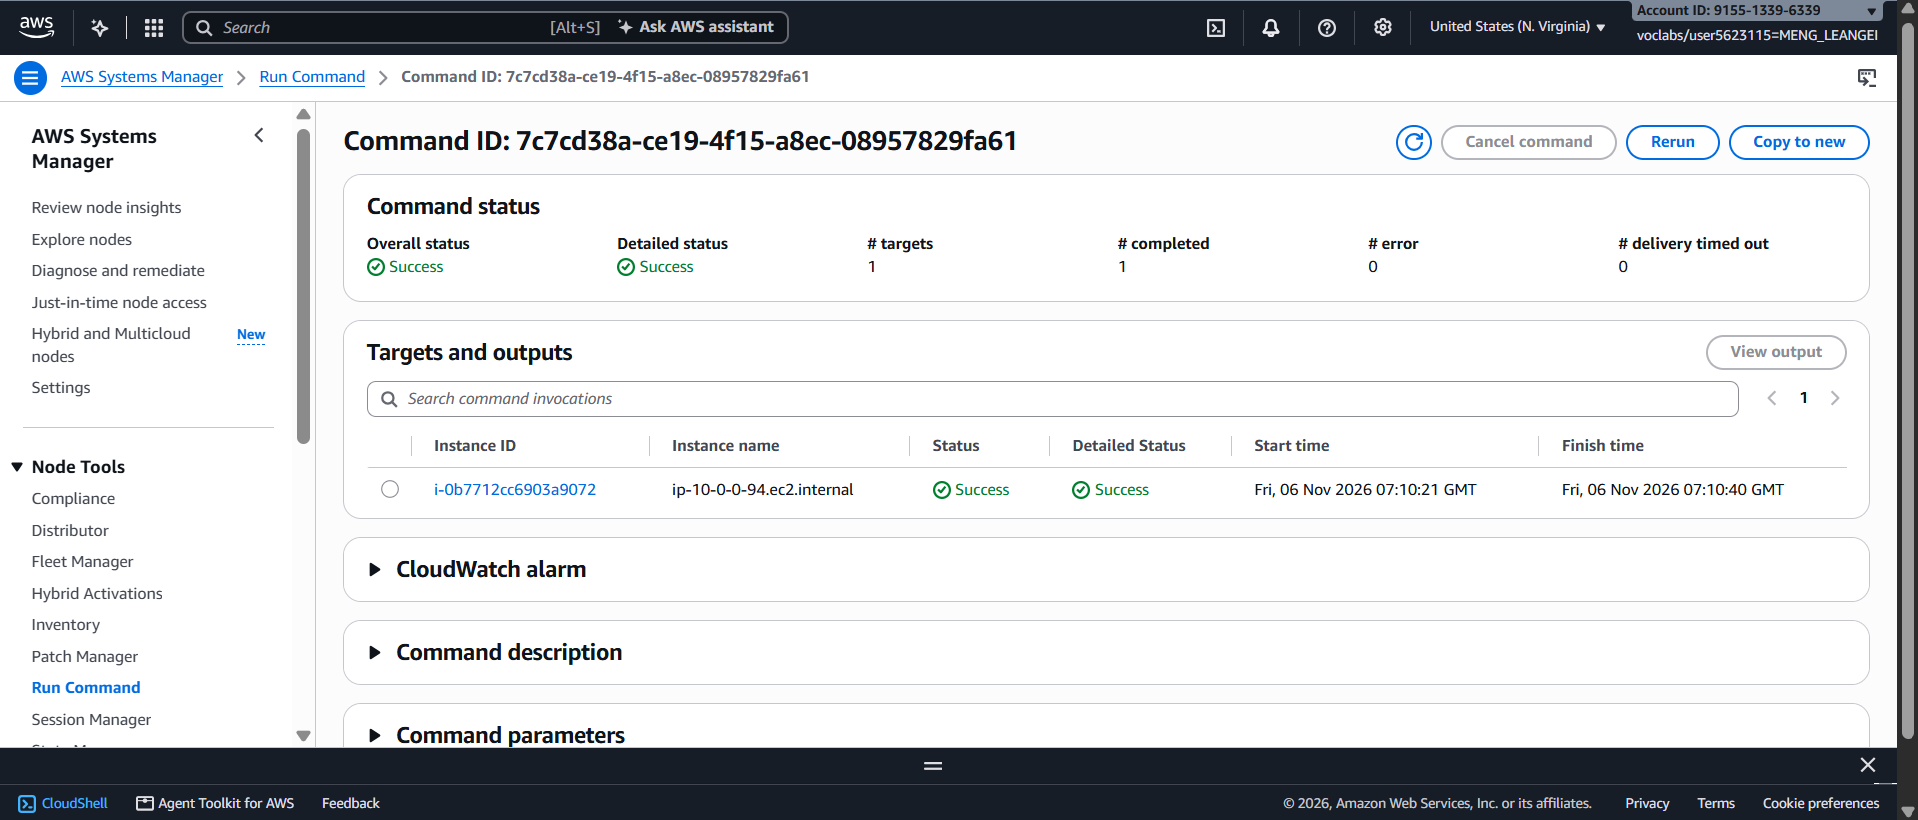 aws
Search [Alt+S] Ask AWS assistant
United States (N. Virginia)
Account ID: 9155-1339-6339
voclabs/user5623115=MENG_LEANGEI
AWS Systems Manager > Run Command > Command ID: 7c7cd38a-ce19-4f15-a8ec-08957829fa61
AWS Systems
Manager
Review node insights
Explore nodes
Diagnose and remediate
Just-in-time node access
Hybrid and Multicloud
nodes
New
Settings
Node Tools
Compliance
Distributor
Fleet Manager
Hybrid Activations
Inventory
Patch Manager
Run Command
Session Manager
Command ID: 7c7cd38a-ce19-4f15-a8ec-08957829fa61
Cancel command
Rerun
Copy to new
Command status
Overall status
Success
Detailed status
Success
# targets
1
# completed
1
# error
0
# delivery timed out
0
Targets and outputs
View output
Search command invocations
1
Instance ID Instance name Status Detailed Status Start time Finish time
i-0b7712cc6903a9072 ip-10-0-0-94.ec2.internal Success Success Fri, 06 Nov 2026 07:10:21 GMT Fri, 06 Nov 2026 07:10:40 GMT
CloudWatch alarm
Command description
Command parameters
CloudShell Agent Toolkit for AWS Feedback
© 2026, Amazon Web Services, Inc. or its affiliates. Privacy Terms Cookie preferences